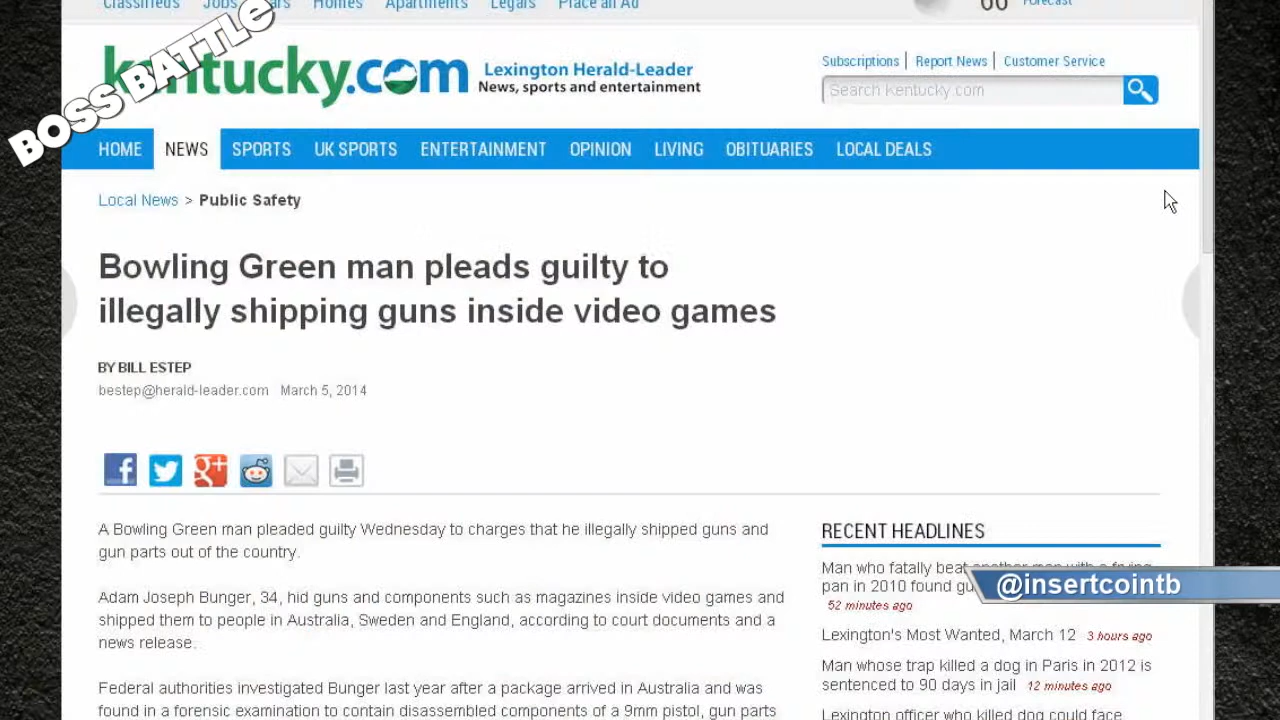 Classifieds Jobs Cars Homes Apartments Legals Place an Ad
Forecast
BOSS BATTLE
kentucky.com
Lexington Herald-Leader
News, sports and entertainment
Subscriptions Report News Customer Service
Search Kentucky.com
HOME NEWS SPORTS UK SPORTS ENTERTAINMENT OPINION LIVING OBITUARIES LOCAL DEALS
Local News > Public Safety
Bowling Green man pleads guilty to
illegally shipping guns inside video games
BY BILL ESTEP
bestep@herald-leader.com March 5, 2014
A Bowling Green man pleaded guilty Wednesday to charges that he illegally shipped guns and
gun parts out of the country.
Adam Joseph Bunger, 34, hid guns and components such as magazines inside video games and
shipped them to people in Australia, Sweden and England, according to court documents and a
news release.
Federal authorities investigated Bunger last year after a package arrived in Australia and was
found in a forensic examination to contain disassembled components of a 9mm pistol, gun parts
RECENT HEADLINES
Man who fatally beat another man with a frying
pan in 2010 found
52 minutes ago
@insertcointb
Lexington's Most Wanted, March 12 3 hours ago
Man whose trap killed a dog in Paris in 2012 is
sentenced to 90 days in jail 12 minutes ago
Lexington officer who killed dog could face